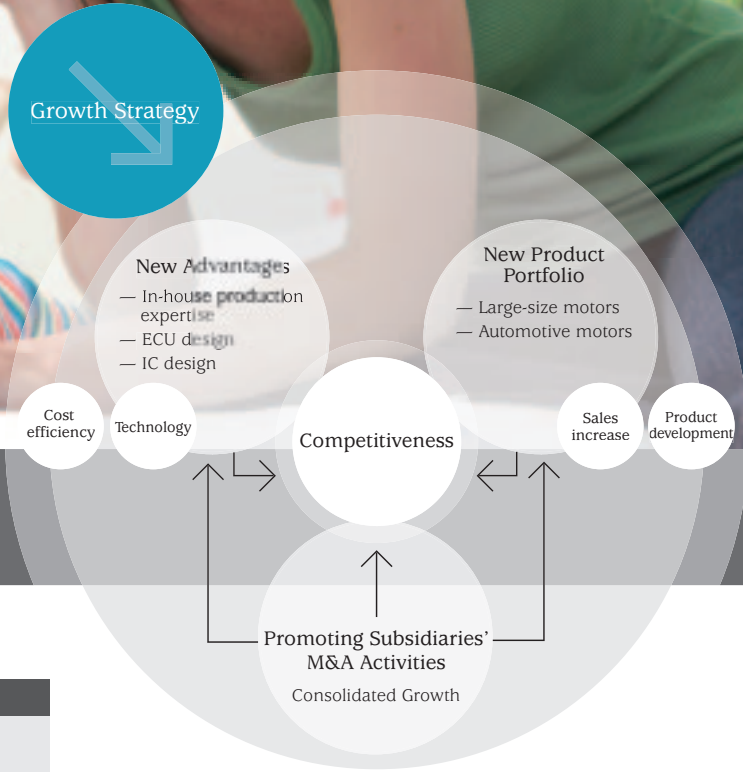 Growth Strategy
New Advantages
— In-house production
expertise
— ECU design
— IC design
New Product
Portfolio
— Large-size motors
— Automotive motors
Cost
efficiency
Technology
Competitiveness
Sales
increase
Product
development
Promoting Subsidiaries’
M&A Activities
Consolidated Growth